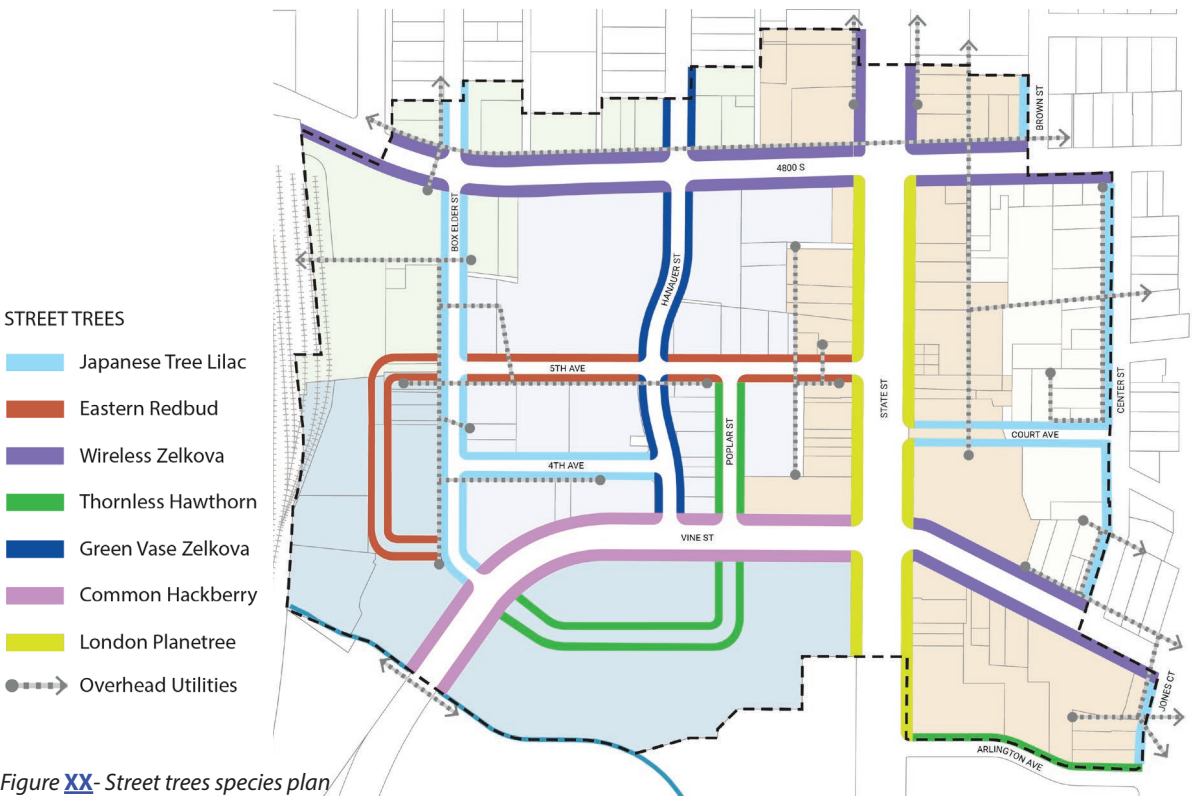 STREET TREES
Japanese Tree Lilac
Eastern Redbud
Wireless Zelkova
Thornless Hawthorn
Green Vase Zelkova
Common Hackberry
London Planetree
Overhead Utilities
Figure XX- Street trees species plan
BROWN ST
4800 S
BOX ELDER ST
HANAUER ST
5TH AVE
STATE ST
CENTER ST
POPLAR ST
COURT AVE
4TH AVE
VINE ST
JONES CT
ARLINGTON AVE